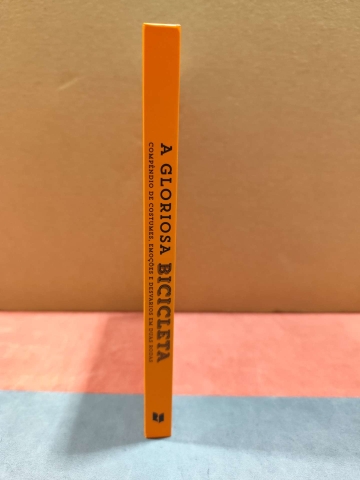 A GLORIOSA BICICLETA
COMPÊNDIO DE COSTUMES, EMOÇÕES E DESVARIOS EM DUAS RODAS